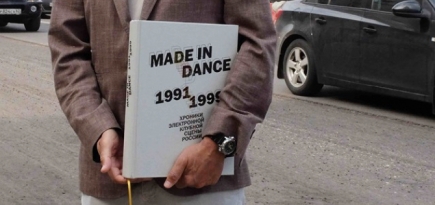 MADE IN
DANCE
1991
1999
ХРОНИКИ
ЭЛЕКТРОННОЙ
КЛУБНОЙ
СЦЕНЫ
РОССИИ